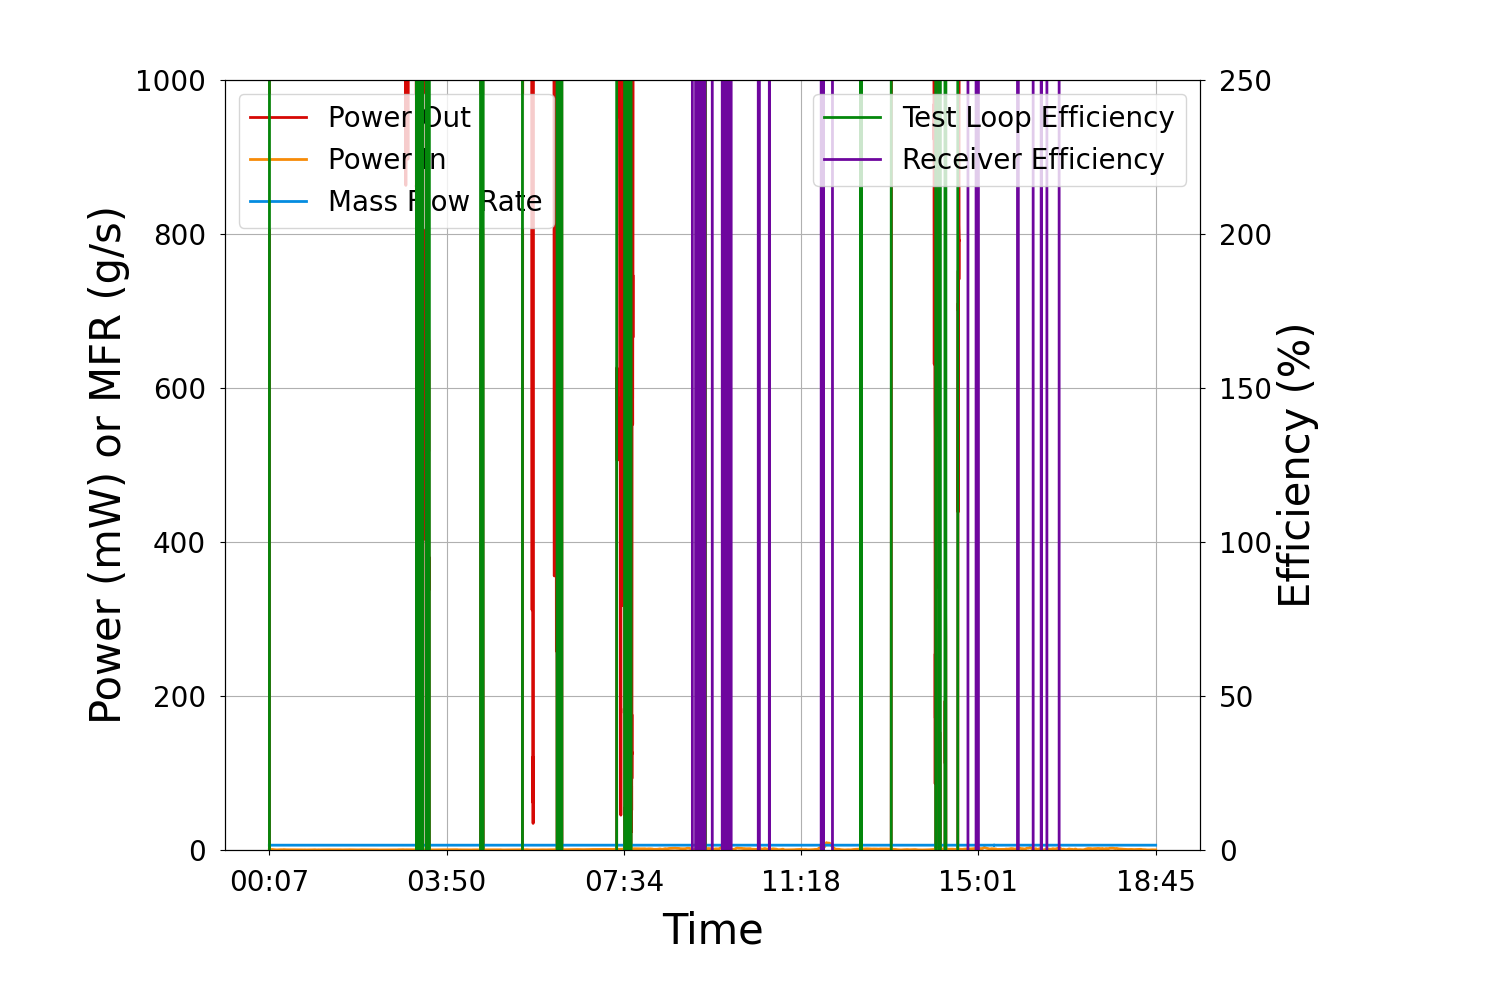 1000
800
600
400
200
0
Power (mW) or MFR (g/s)
Power Out
Power In
Mass Flow Rate
Test Loop Efficiency
Receiver Efficiency
250
200
150
100
50
0
Efficiency (%)
00:07 03:50 07:34 11:18 15:01 18:45
Time